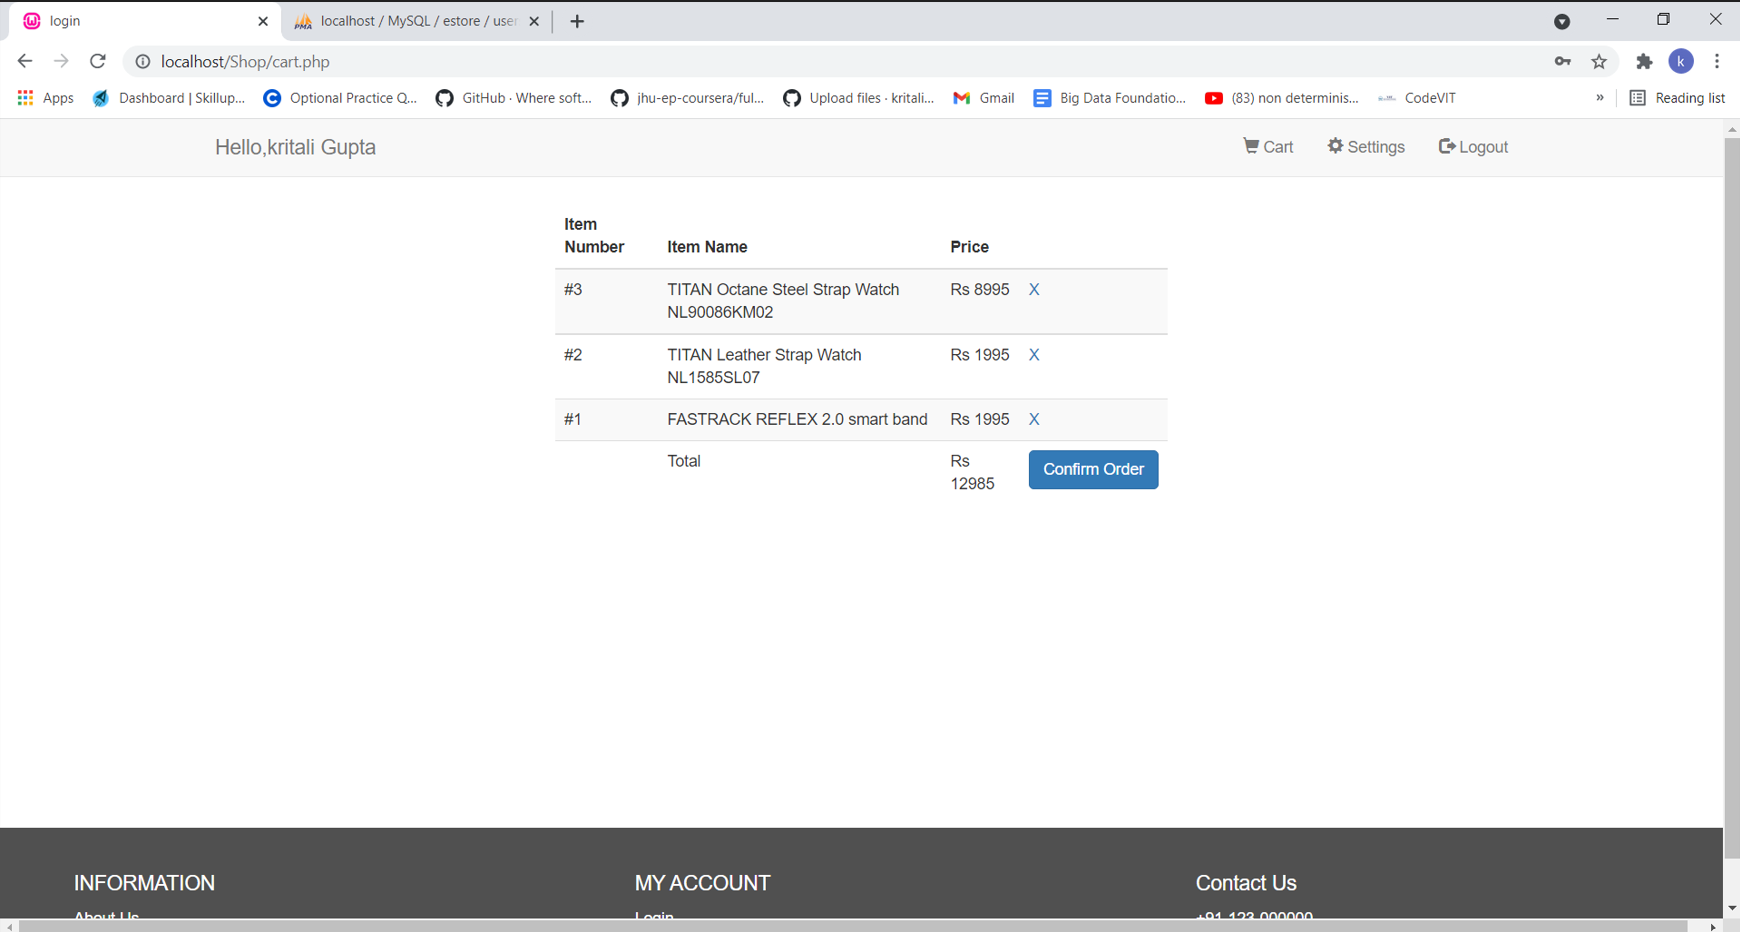 login
localhost / MySQL / estore / user
localhost/Shop/cart.php
k
Apps
Dashboard | Skillup...
Optional Practice Q...
GitHub · Where soft...
jhu-ep-coursera/ful...
Upload files · kritali...
Gmail
Big Data Foundatio...
(83) non determinis...
CodeVIT
»
Reading list
Hello,kritali Gupta
Cart
Settings
Logout
Item Number Item Name Price
#3 TITAN Octane Steel Strap Watch Rs 8995 X
NL90086KM02
#2 TITAN Leather Strap Watch Rs 1995 X
NL1585SL07
#1 FASTRACK REFLEX 2.0 smart band Rs 1995 X
Total Rs 12985 Confirm Order
INFORMATION
About Us
MY ACCOUNT
Login
Contact Us
+91-123-000000